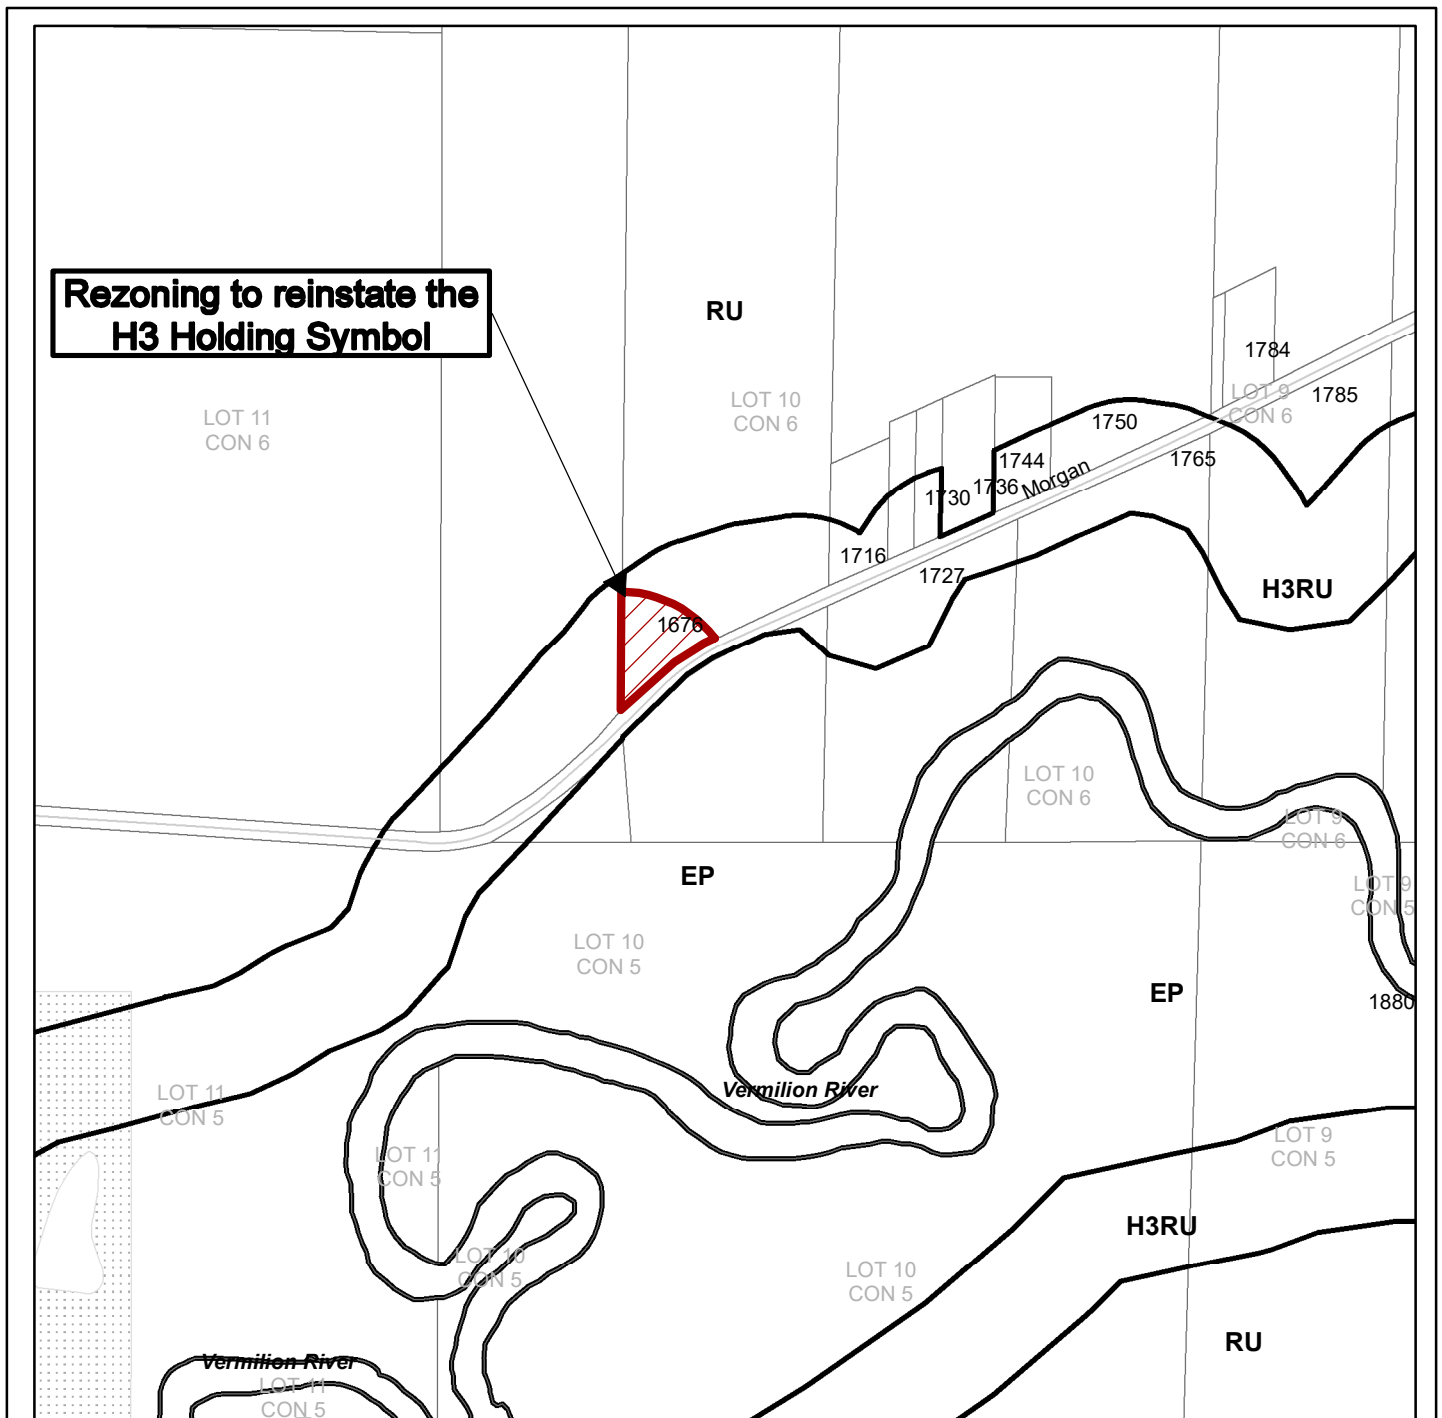 Rezoning to reinstate the
H3 Holding Symbol
RU
1784
1785
LOT 9
CON 6
LOT 10
CON 6
LOT 11
CON 6
1750
1765
1744
1736
Morgan
1730
1716
1727
H3RU
1676
LOT 10
CON 6
LOT 9
CON 6
EP
LOT 9
CON 5
LOT 10
CON 5
EP
1880
Vermilion River
LOT 11
CON 5
LOT 11
CON 5
LOT 9
CON 5
H3RU
LOT 10
CON 5
LOT 10
CON 5
RU
Vermilion River
LOT 11
CON 5